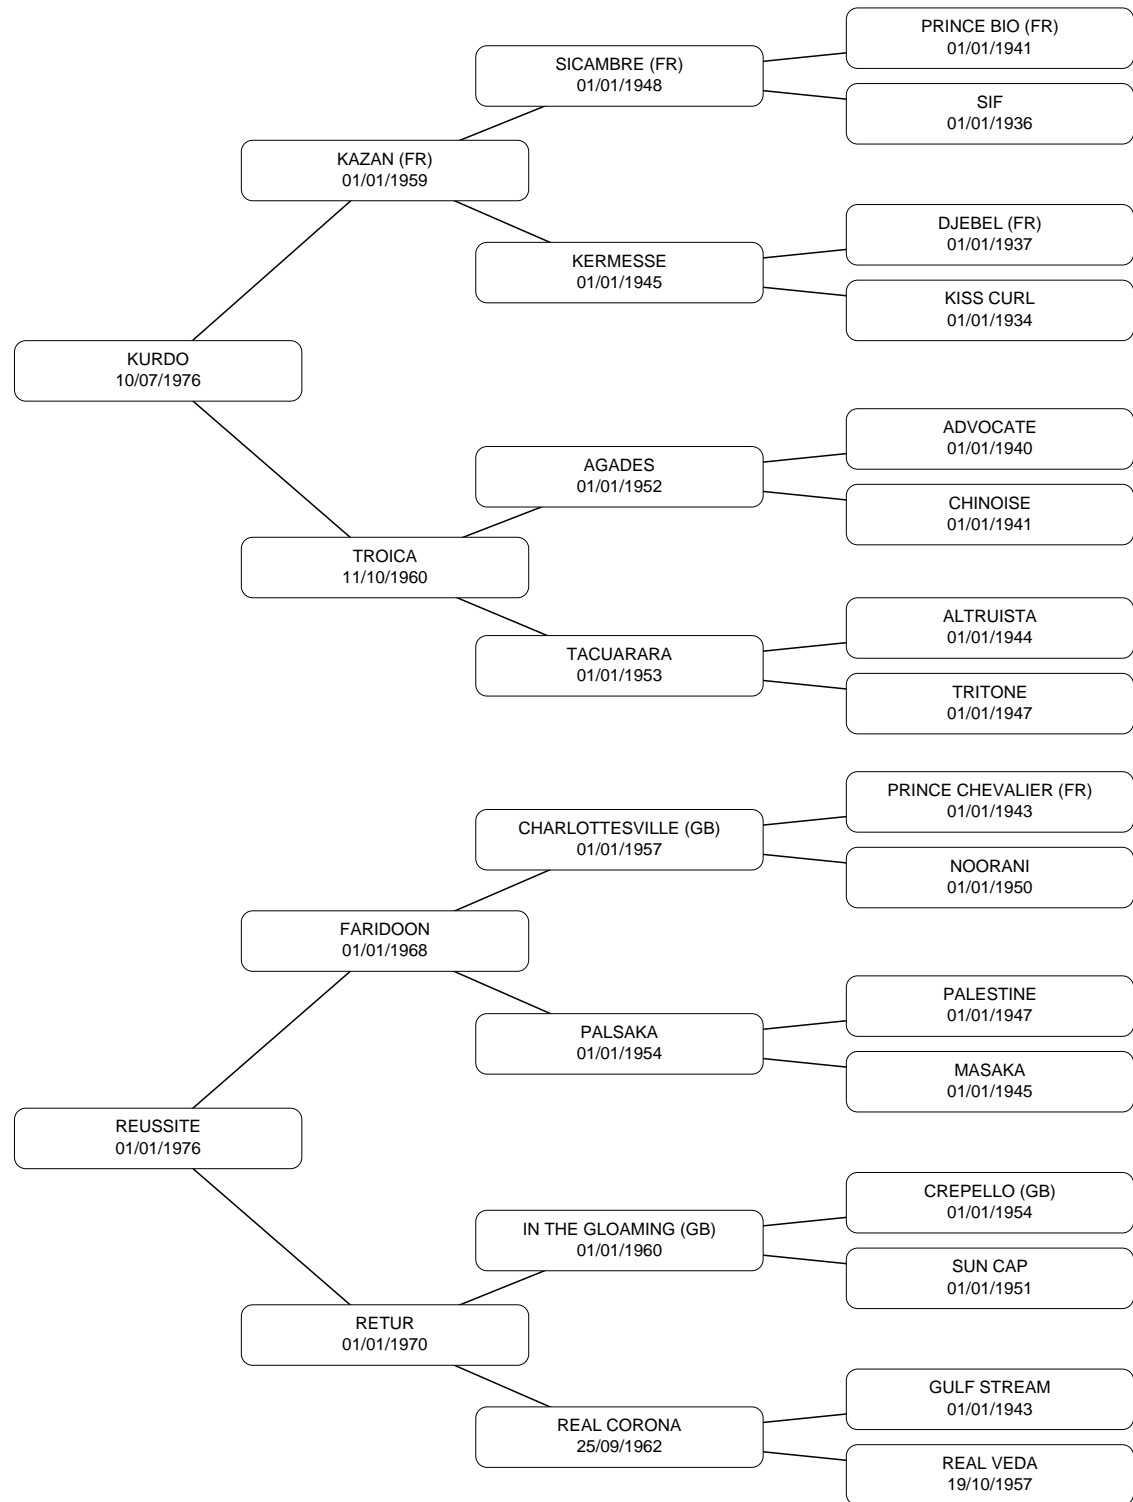 PRINCE BIO (FR)
01/01/1941
SICAMBRE (FR)
01/01/1948
SIF
01/01/1936
KAZAN (FR)
01/01/1959
DJEBEL (FR)
01/01/1937
KERMESSE
01/01/1945
KISS CURL
01/01/1934
KURDO
10/07/1976
ADVOCATE
01/01/1940
AGADES
01/01/1952
CHINOISE
01/01/1941
TROICA
11/10/1960
ALTRUISTA
01/01/1944
TACUARARA
01/01/1953
TRITONE
01/01/1947
PRINCE CHEVALIER (FR)
01/01/1943
CHARLOTTESVILLE (GB)
01/01/1957
NOORANI
01/01/1950
FARIDOON
01/01/1968
PALESTINE
01/01/1947
PALSAKA
01/01/1954
MASAKA
01/01/1945
REUSSITE
01/01/1976
CREPELLO (GB)
01/01/1954
IN THE GLOAMING (GB)
01/01/1960
SUN CAP
01/01/1951
RETUR
01/01/1970
GULF STREAM
01/01/1943
REAL CORONA
25/09/1962
REAL VEDA
19/10/1957